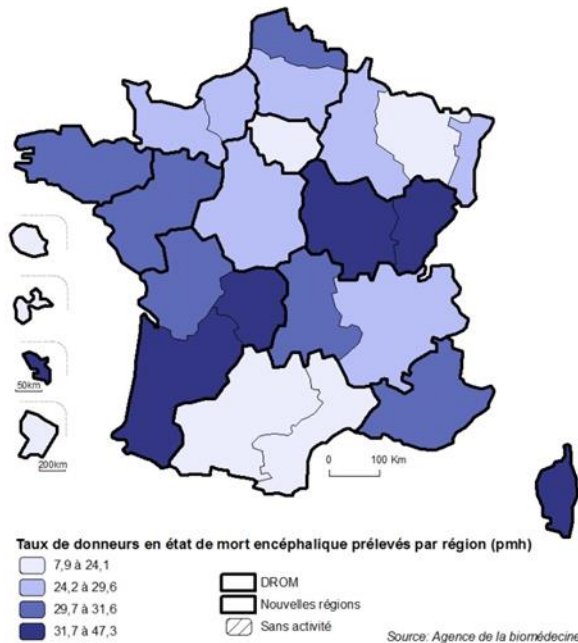 50km
200km
0 100 Km
Taux de donneurs en état de mort encéphalique prélevés par région (pmh)
7,9 à 24,1
24,2 à 29,6
29,7 à 31,6
31,7 à 47,3
DROM
Nouvelles régions
Sans activité
Source: Agence de la biomédecine